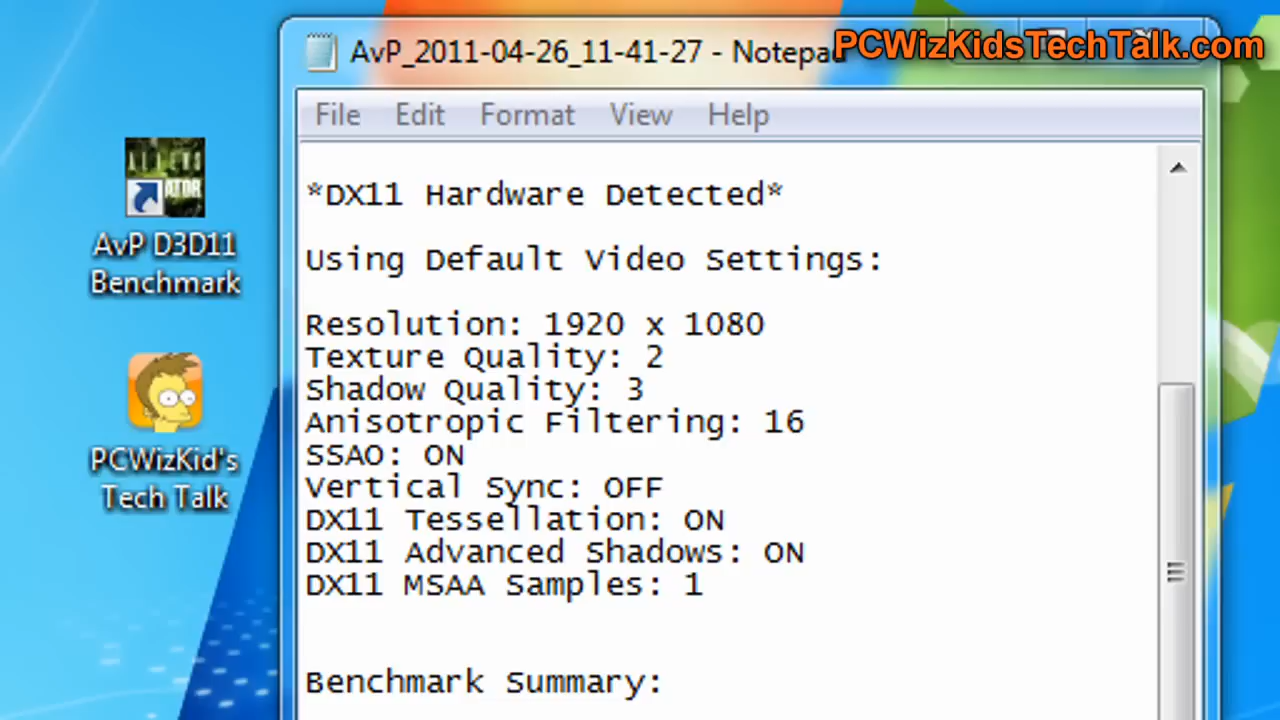 AvP_2011-04-26_11-41-27 - Notepad
PCWizKidsTechTalk.com
File Edit Format View Help
ALIENS
ATOR
AvP D3D11
Benchmark
PCWizKid's
Tech Talk
*DX11 Hardware Detected*
Using Default Video Settings:
Resolution: 1920 x 1080
Texture Quality: 2
Shadow Quality: 3
Anisotropic Filtering: 16
SSAO: ON
Vertical Sync: OFF
DX11 Tessellation: ON
DX11 Advanced Shadows: ON
DX11 MSAA Samples: 1
Benchmark Summary: